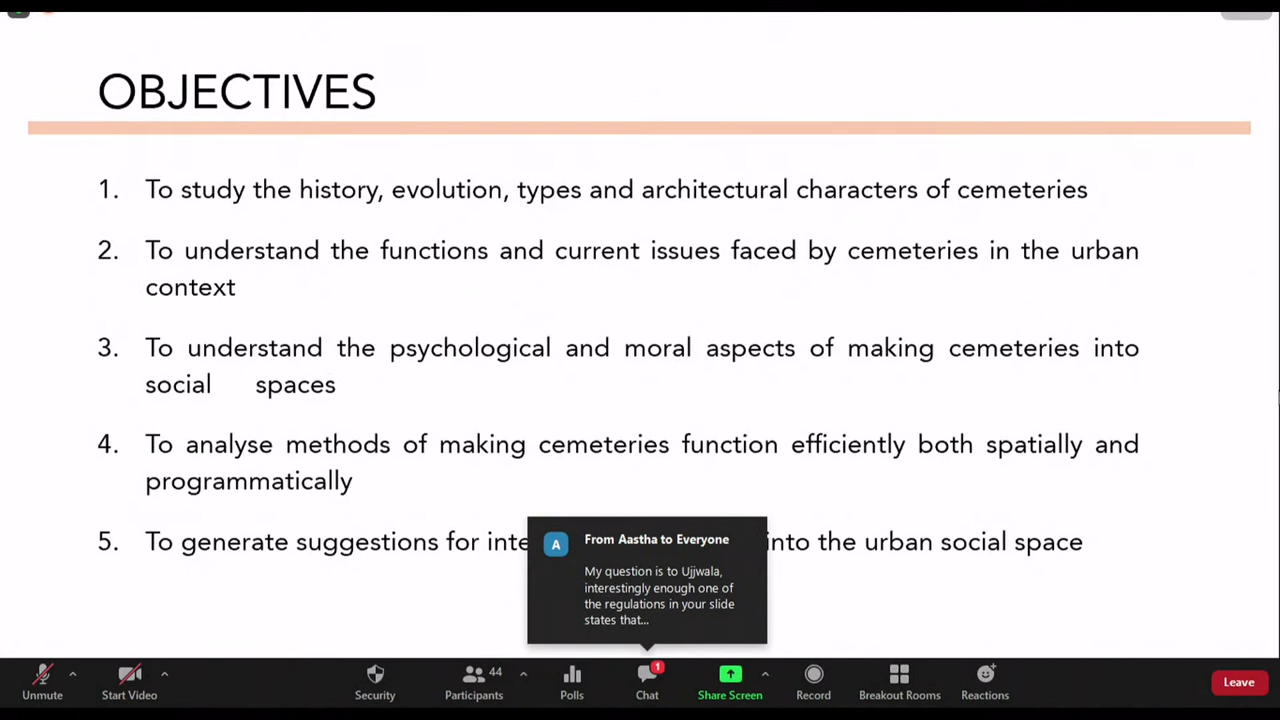 OBJECTIVES
1. To study the history, evolution, types and architectural characters of cemeteries
2. To understand the functions and current issues faced by cemeteries in the urban
context
3. To understand the psychological and moral aspects of making cemeteries into
social spaces
4. To analyse methods of making cemeteries function efficiently both spatially and
programmatically
5. To generate suggestions for inte
into the urban social space
A
From Aastha to Everyone
My question is to Ujjwala,
interestingly enough one of
the regulations in your slide
states that...
44
1
Unmute
Start Video
Security
Participants
Polls
Chat
Share Screen
Record
Breakout Rooms
Reactions
Leave